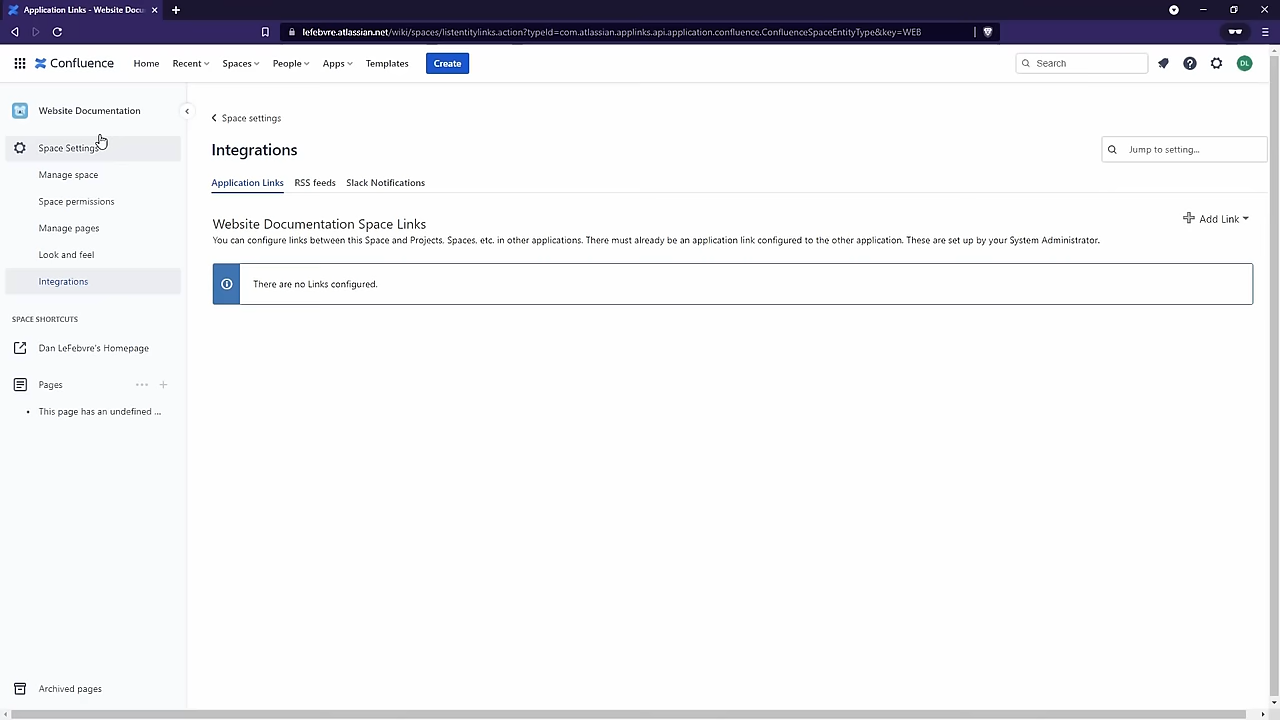 Application Links - Website Docu
lefebvre.atlassian.net/wiki/spaces/listentitylinks.action?typeId=com.atlassian.applinks.api.application.confluence.ConfluenceSpaceEntityType&key=WEB
Confluence Home Recent Spaces People Apps Templates Create Search DL
Website Documentation
Space Settings
Manage space
Space permissions
Manage pages
Look and feel
Integrations
SPACE SHORTCUTS
Dan LeFebvre's Homepage
Pages
• This page has an undefined ...
Archived pages
Space settings
Integrations
Jump to setting...
Application Links RSS feeds Slack Notifications
Website Documentation Space Links
Add Link
You can configure links between this Space and Projects, Spaces, etc. in other applications. There must already be an application link configured to the other application. These are set up by your System Administrator.
There are no Links configured.